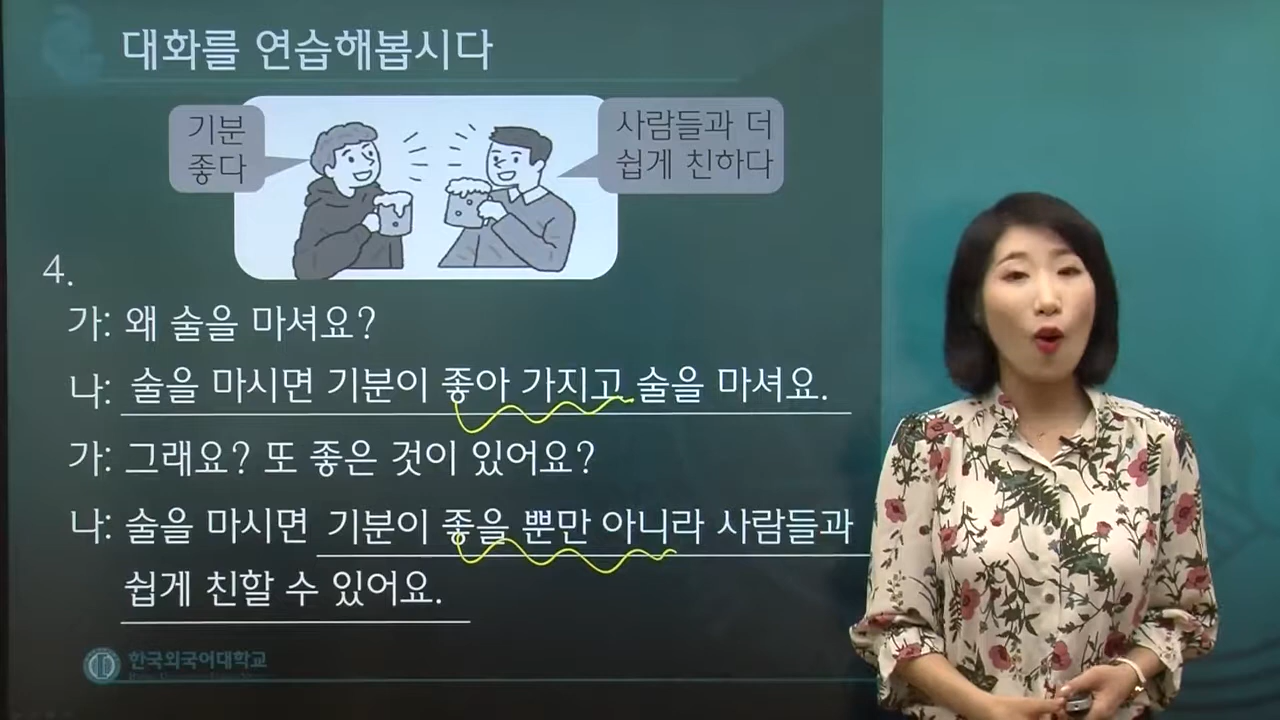 대화를 연습해봅시다
기분
좋다
사람들과 더
쉽게 친하다
4.
가: 왜 술을 마셔요?
나: 술을 마시면 기분이 좋아 가지고 술을 마셔요.
가: 그래요? 또 좋은 것이 있어요?
나: 술을 마시면 기분이 좋을 뿐만 아니라 사람들과
쉽게 친할 수 있어요.
한국외국어대학교